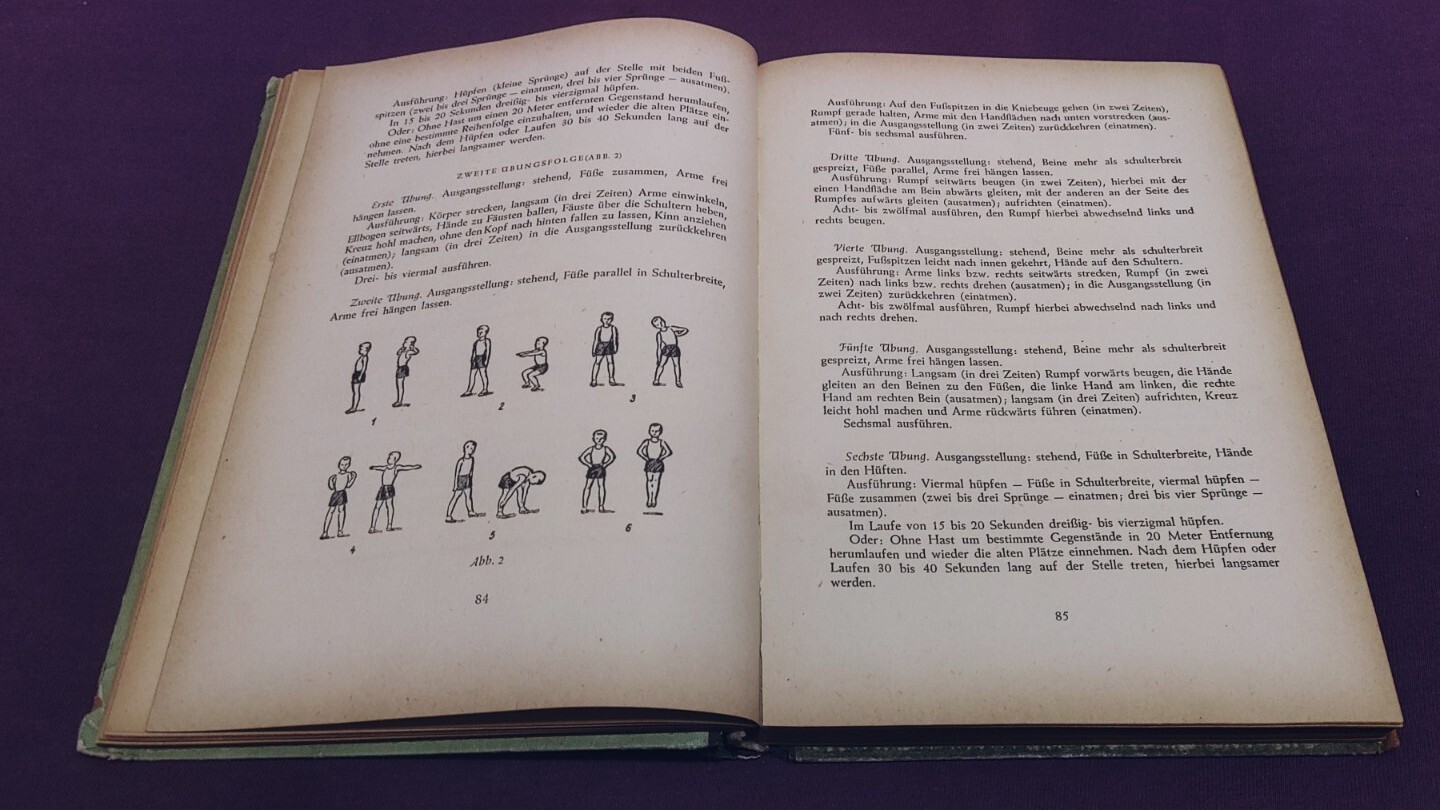 Ausführung: Hüpfen (kleine Sprünge) auf der Stelle mit beiden Fuß-
spitzen (zwei bis drei Sprünge — einatmen, drei bis vier Sprünge — ausatmen).
In 15 bis 20 Sekunden dreißig- bis vierzigmal hüpfen.
Oder: Ohne Hast um einen 20 Meter entfernten Gegenstand herumlaufen,
ohne eine bestimmte Reihenfolge einzuhalten, und wieder die alten Plätze ein-
nehmen. Nach dem Hüpfen oder Laufen 30 bis 40 Sekunden lang auf der
Stelle treten, hierbei langsamer werden.
ZWEITE ÜBUNGSFOLGE (ABB. 2)
Erste Übung. Ausgangsstellung: stehend, Füße zusammen, Arme frei
hängen lassen.
Ausführung: Körper strecken, langsam (in drei Zeiten) Arme einwinkeln,
Ellbogen seitwärts, Hände zu Fäusten ballen, Fäuste über die Schultern heben,
Kreuz hohl machen, ohne den Kopf nach hinten fallen zu lassen, Kinn anziehen
(einatmen); langsam (in drei Zeiten) in die Ausgangsstellung zurückkehren
(ausatmen).
Drei- bis viermal ausführen.
Zweite Übung. Ausgangsstellung: stehend, Füße parallel in Schulterbreite,
Arme frei hängen lassen.
1
2
3
4
5
6
Abb. 2
84
Ausführung: Auf den Fußspitzen in die Kniebeuge gehen (in zwei Zeiten),
Rumpf gerade halten, Arme mit den Handflächen nach unten vorstrecken (aus-
atmen); in die Ausgangsstellung (in zwei Zeiten) zurückkehren (einatmen).
Fünf- bis sechsmal ausführen.
Dritte Übung. Ausgangsstellung: stehend, Beine mehr als schulterbreit
gespreizt, Füße parallel, Arme frei hängen lassen.
Ausführung: Rumpf seitwärts beugen (in zwei Zeiten), hierbei mit der
einen Handfläche am Bein abwärts gleiten, mit der anderen an der Seite des
Rumpfes aufwärts gleiten (ausatmen); aufrichten (einatmen).
Acht- bis zwölfmal ausführen, den Rumpf hierbei abwechselnd links und
rechts beugen.
Vierte Übung. Ausgangsstellung: stehend, Beine mehr als schulterbreit
gespreizt, Fußspitzen leicht nach innen gekehrt, Hände auf den Schultern.
Ausführung: Arme links bzw. rechts seitwärts strecken, Rumpf (in zwei
Zeiten) nach links bzw. rechts drehen (ausatmen); in die Ausgangsstellung (in
zwei Zeiten) zurückkehren (einatmen).
Acht- bis zwölfmal ausführen, Rumpf hierbei abwechselnd nach links und
nach rechts drehen.
Fünfte Übung. Ausgangsstellung: stehend, Beine mehr als schulterbreit
gespreizt, Arme frei hängen lassen.
Ausführung: Langsam (in drei Zeiten) Rumpf vorwärts beugen, die Hände
gleiten an den Beinen zu den Füßen, die linke Hand am linken, die rechte
Hand am rechten Bein (ausatmen); langsam (in drei Zeiten) aufrichten, Kreuz
leicht hohl machen und Arme rückwärts führen (einatmen).
Sechsmal ausführen.
Sechste Übung. Ausgangsstellung: stehend, Füße in Schulterbreite, Hände
in den Hüften.
Ausführung: Viermal hüpfen — Füße in Schulterbreite, viermal hüpfen —
Füße zusammen (zwei bis drei Sprünge — einatmen; drei bis vier Sprünge —
ausatmen).
Im Laufe von 15 bis 20 Sekunden dreißig- bis vierzigmal hüpfen.
Oder: Ohne Hast um bestimmte Gegenstände in 20 Meter Entfernung
herumlaufen und wieder die alten Plätze einnehmen. Nach dem Hüpfen oder
Laufen 30 bis 40 Sekunden lang auf der Stelle treten, hierbei langsamer
werden.
85